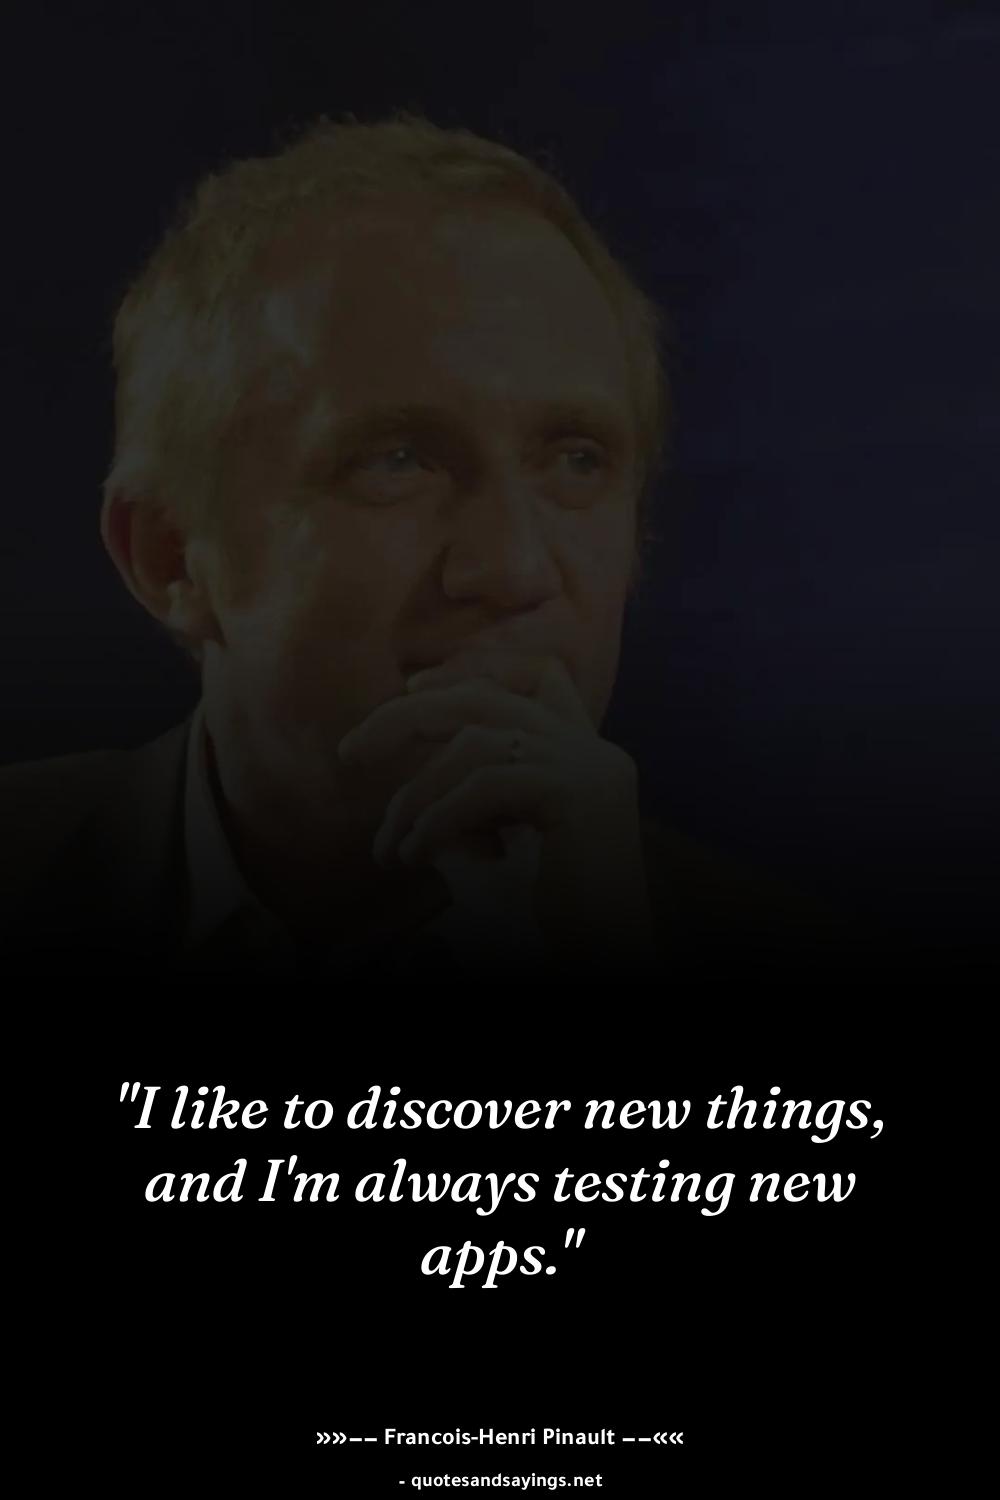 "I like to discover new things,
and I'm always testing new
apps."
»»−− Francois-Henri Pinault −−««
- quotesandsayings.net